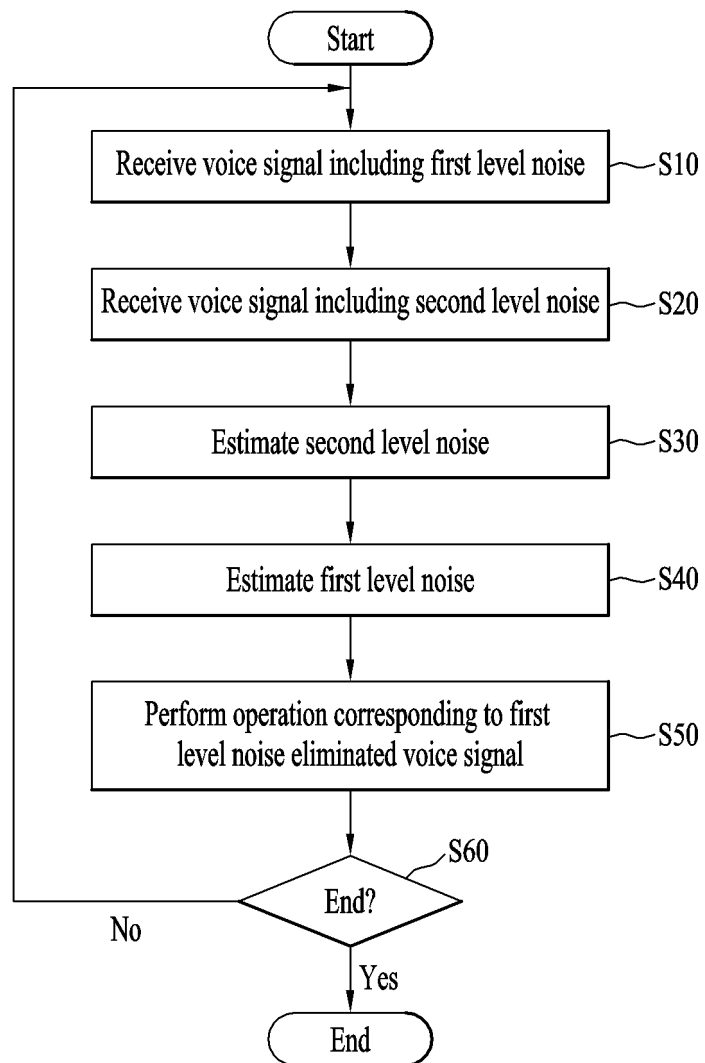 Start
Receive voice signal including first level noise
S10
Receive voice signal including second level noise
S20
Estimate second level noise
S30
Estimate first level noise
S40
Perform operation corresponding to first
level noise eliminated voice signal
S50
S60
End?
No
Yes
End